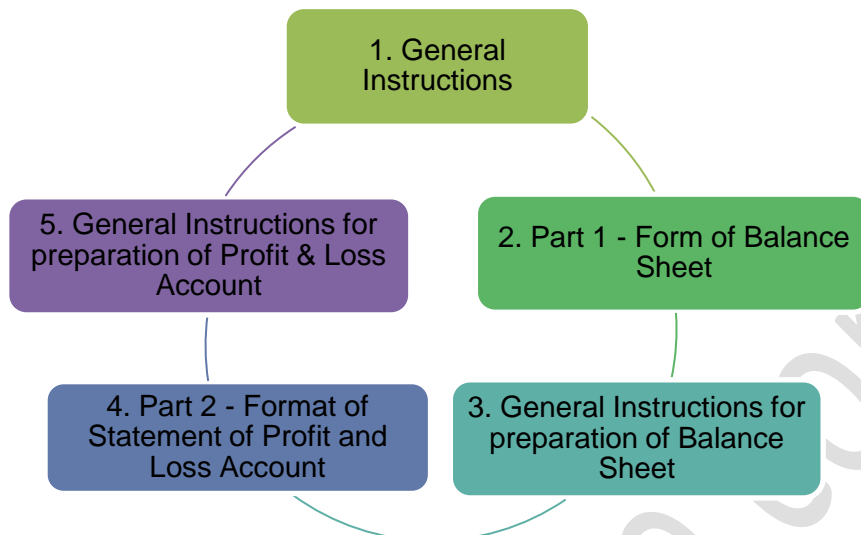 1. General
Instructions
2. Part 1 - Form of Balance
Sheet
3. General Instructions for
preparation of Balance
Sheet
4. Part 2 - Format of
Statement of Profit and
Loss Account
5. General Instructions for
preparation of Profit & Loss
Account